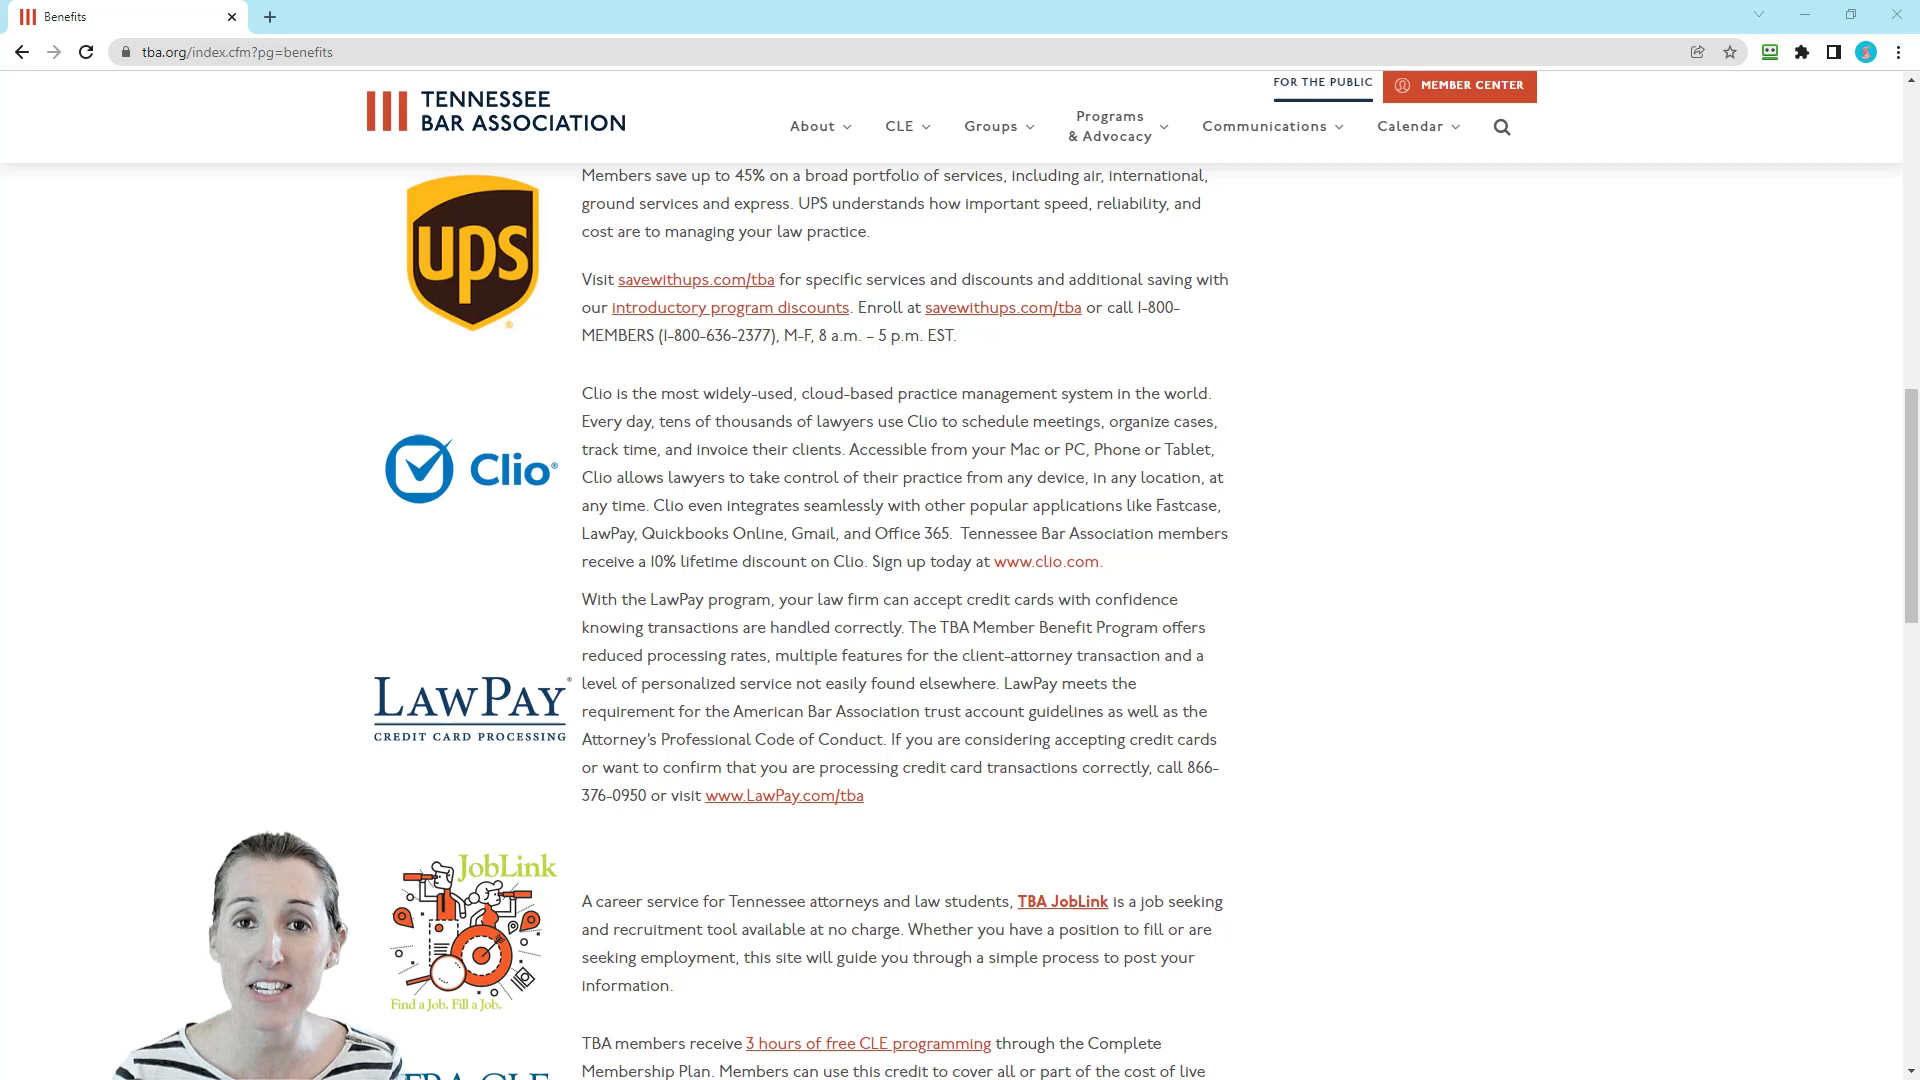 Benefits
tba.org/index.cfm?pg=benefits
FOR THE PUBLIC
MEMBER CENTER
TENNESSEE
BAR ASSOCIATION
About
CLE
Groups
Programs
& Advocacy
Communications
Calendar
ups
®
Members save up to 45% on a broad portfolio of services, including air, international,
ground services and express. UPS understands how important speed, reliability, and
cost are to managing your law practice.
Visit savewithups.com/tba for specific services and discounts and additional saving with
our introductory program discounts. Enroll at savewithups.com/tba or call 1-800-
MEMBERS (1-800-636-2377), M-F, 8 a.m. – 5 p.m. EST.
Clio®
Clio is the most widely-used, cloud-based practice management system in the world.
Every day, tens of thousands of lawyers use Clio to schedule meetings, organize cases,
track time, and invoice their clients. Accessible from your Mac or PC, Phone or Tablet,
Clio allows lawyers to take control of their practice from any device, in any location, at
any time. Clio even integrates seamlessly with other popular applications like Fastcase,
LawPay, Quickbooks Online, Gmail, and Office 365.  Tennessee Bar Association members
receive a 10% lifetime discount on Clio. Sign up today at www.clio.com.
LAWPAY®
CREDIT CARD PROCESSING
With the LawPay program, your law firm can accept credit cards with confidence
knowing transactions are handled correctly. The TBA Member Benefit Program offers
reduced processing rates, multiple features for the client-attorney transaction and a
level of personalized service not easily found elsewhere. LawPay meets the
requirement for the American Bar Association trust account guidelines as well as the
Attorney's Professional Code of Conduct. If you are considering accepting credit cards
or want to confirm that you are processing credit card transactions correctly, call 866-
376-0950 or visit www.LawPay.com/tba
JobLink
Find a Job. Fill a Job.
A career service for Tennessee attorneys and law students, TBA JobLink is a job seeking
and recruitment tool available at no charge. Whether you have a position to fill or are
seeking employment, this site will guide you through a simple process to post your
information.
TBA CLE
TBA members receive 3 hours of free CLE programming through the Complete
Membership Plan. Members can use this credit to cover all or part of the cost of live